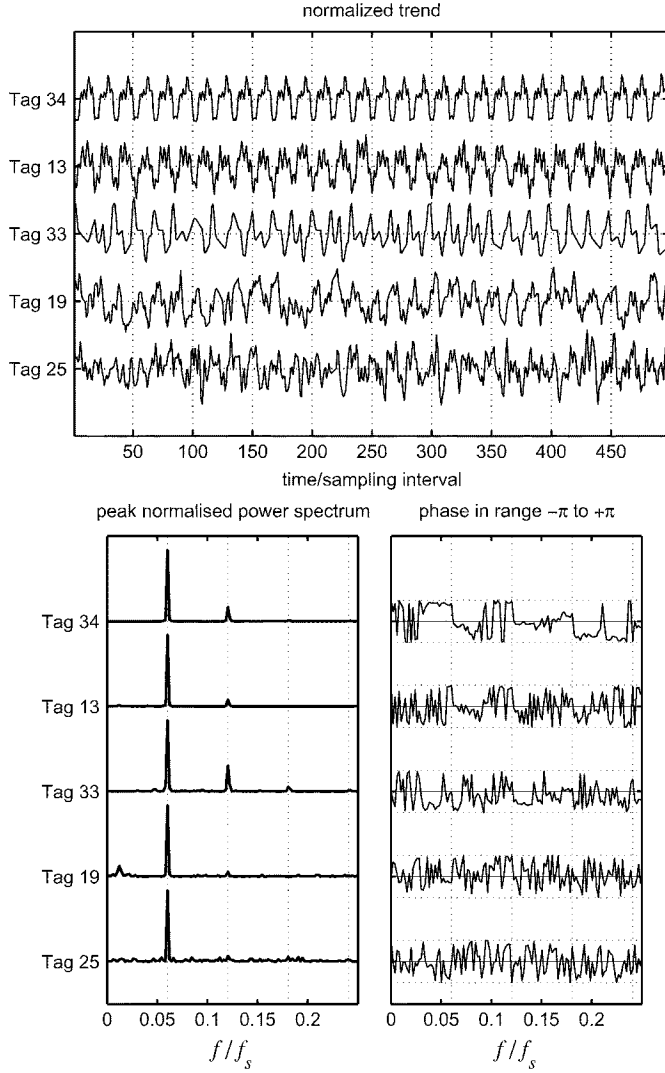 normalized trend
Tag 34
Tag 13
Tag 33
Tag 19
Tag 25
50 100 150 200 250 300 350 400 450
time/sampling interval
peak normalised power spectrum
Tag 34
Tag 13
Tag 33
Tag 19
Tag 25
0 0.05 0.1 0.15 0.2
f/fs
phase in range −π to +π
0 0.05 0.1 0.15 0.2
f/fs